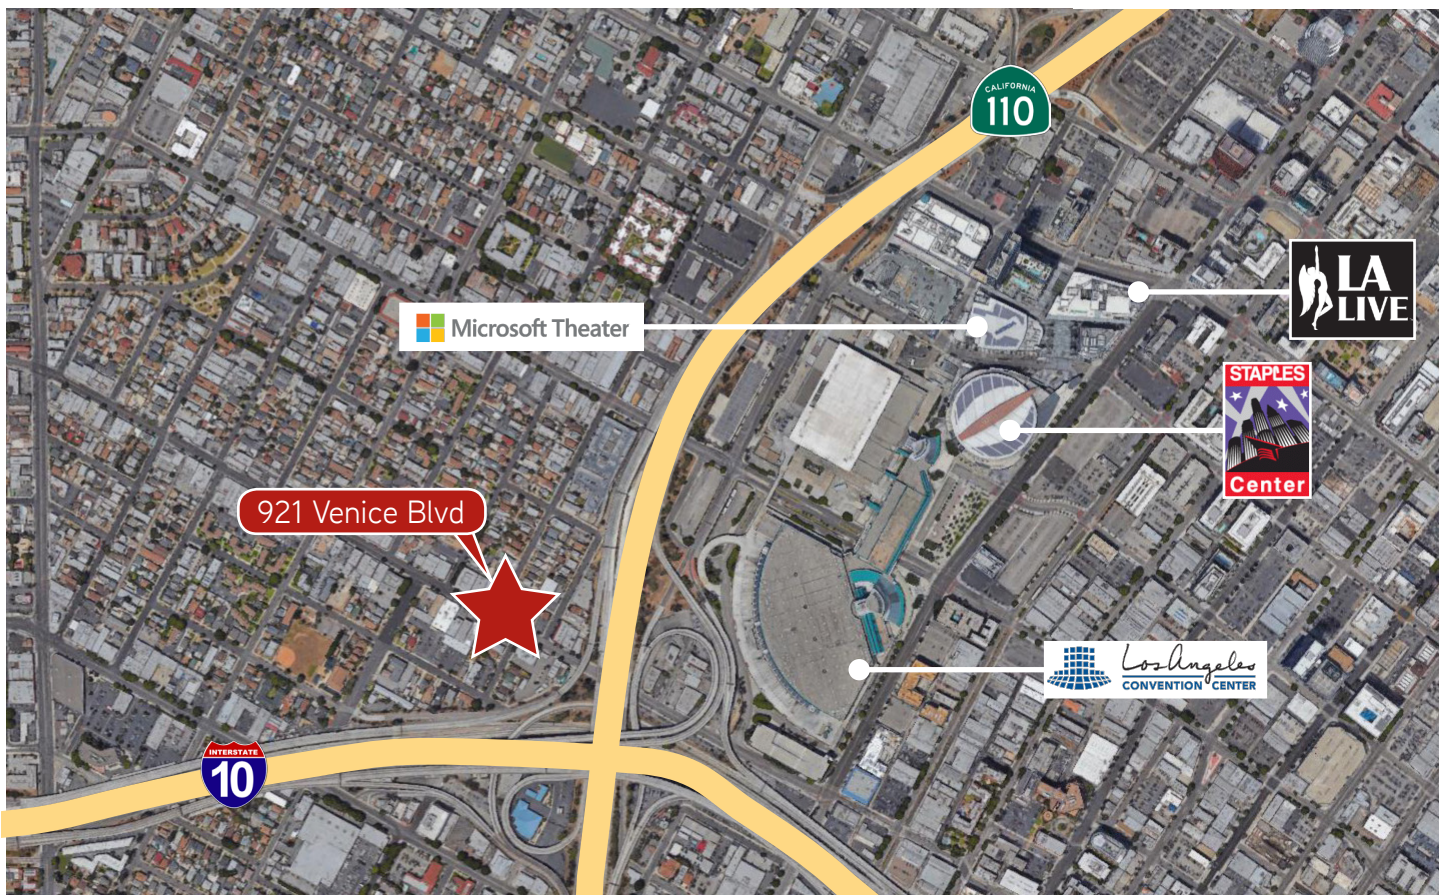 CALIFORNIA
110
LA
LIVE
Microsoft Theater
STAPLES
Center
921 Venice Blvd
Los Angeles
CONVENTION CENTER
INTERSTATE
10